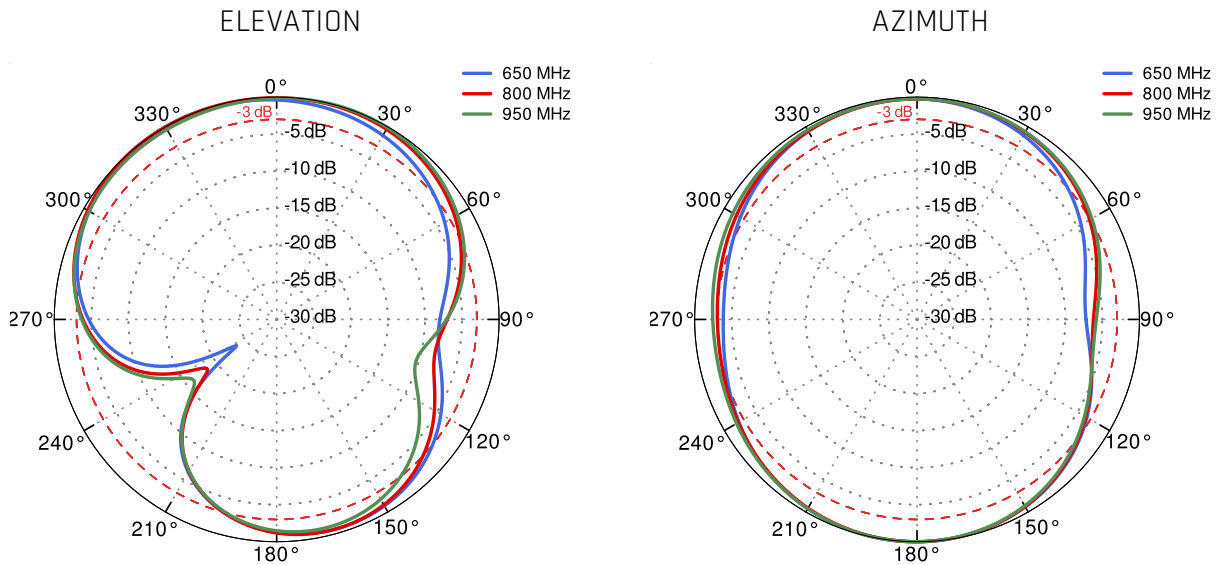 ELEVATION
650 MHz
800 MHz
950 MHz
0°
30°
60°
90°
120°
150°
180°
210°
240°
270°
300°
330°
-3 dB
-5 dB
-10 dB
-15 dB
-20 dB
-25 dB
-30 dB
AZIMUTH
650 MHz
800 MHz
950 MHz
0°
30°
60°
90°
120°
150°
180°
210°
240°
270°
300°
330°
-3 dB
-5 dB
-10 dB
-15 dB
-20 dB
-25 dB
-30 dB